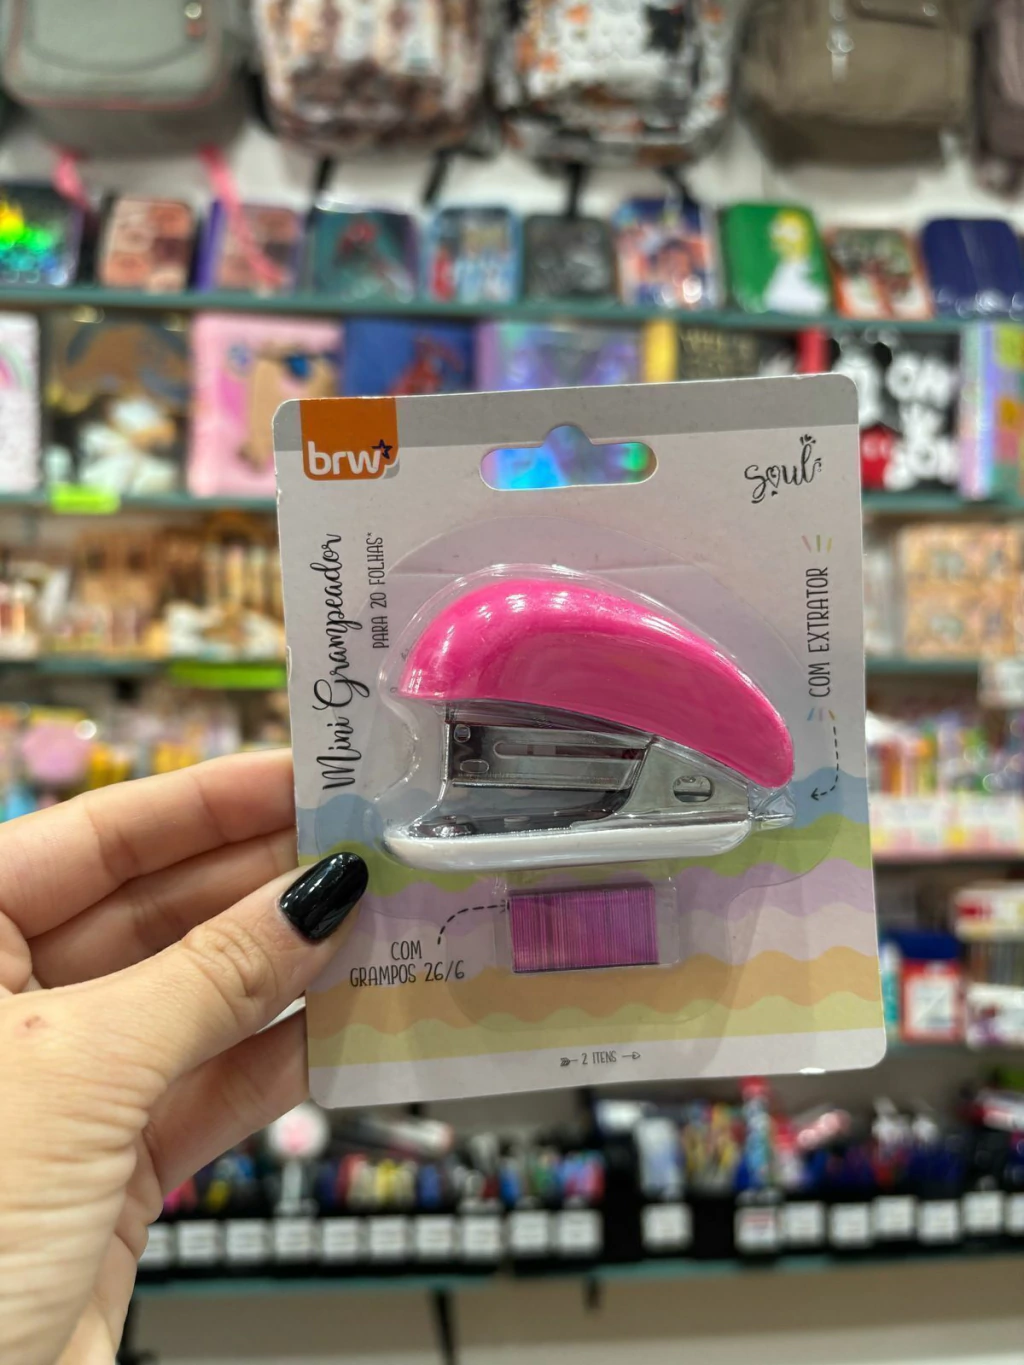 brw
Soul
Mini Grampeador
PARA 20 FOLHAS*
COM EXTRATOR
COM
GRAMPOS 26/6
2 ITENS